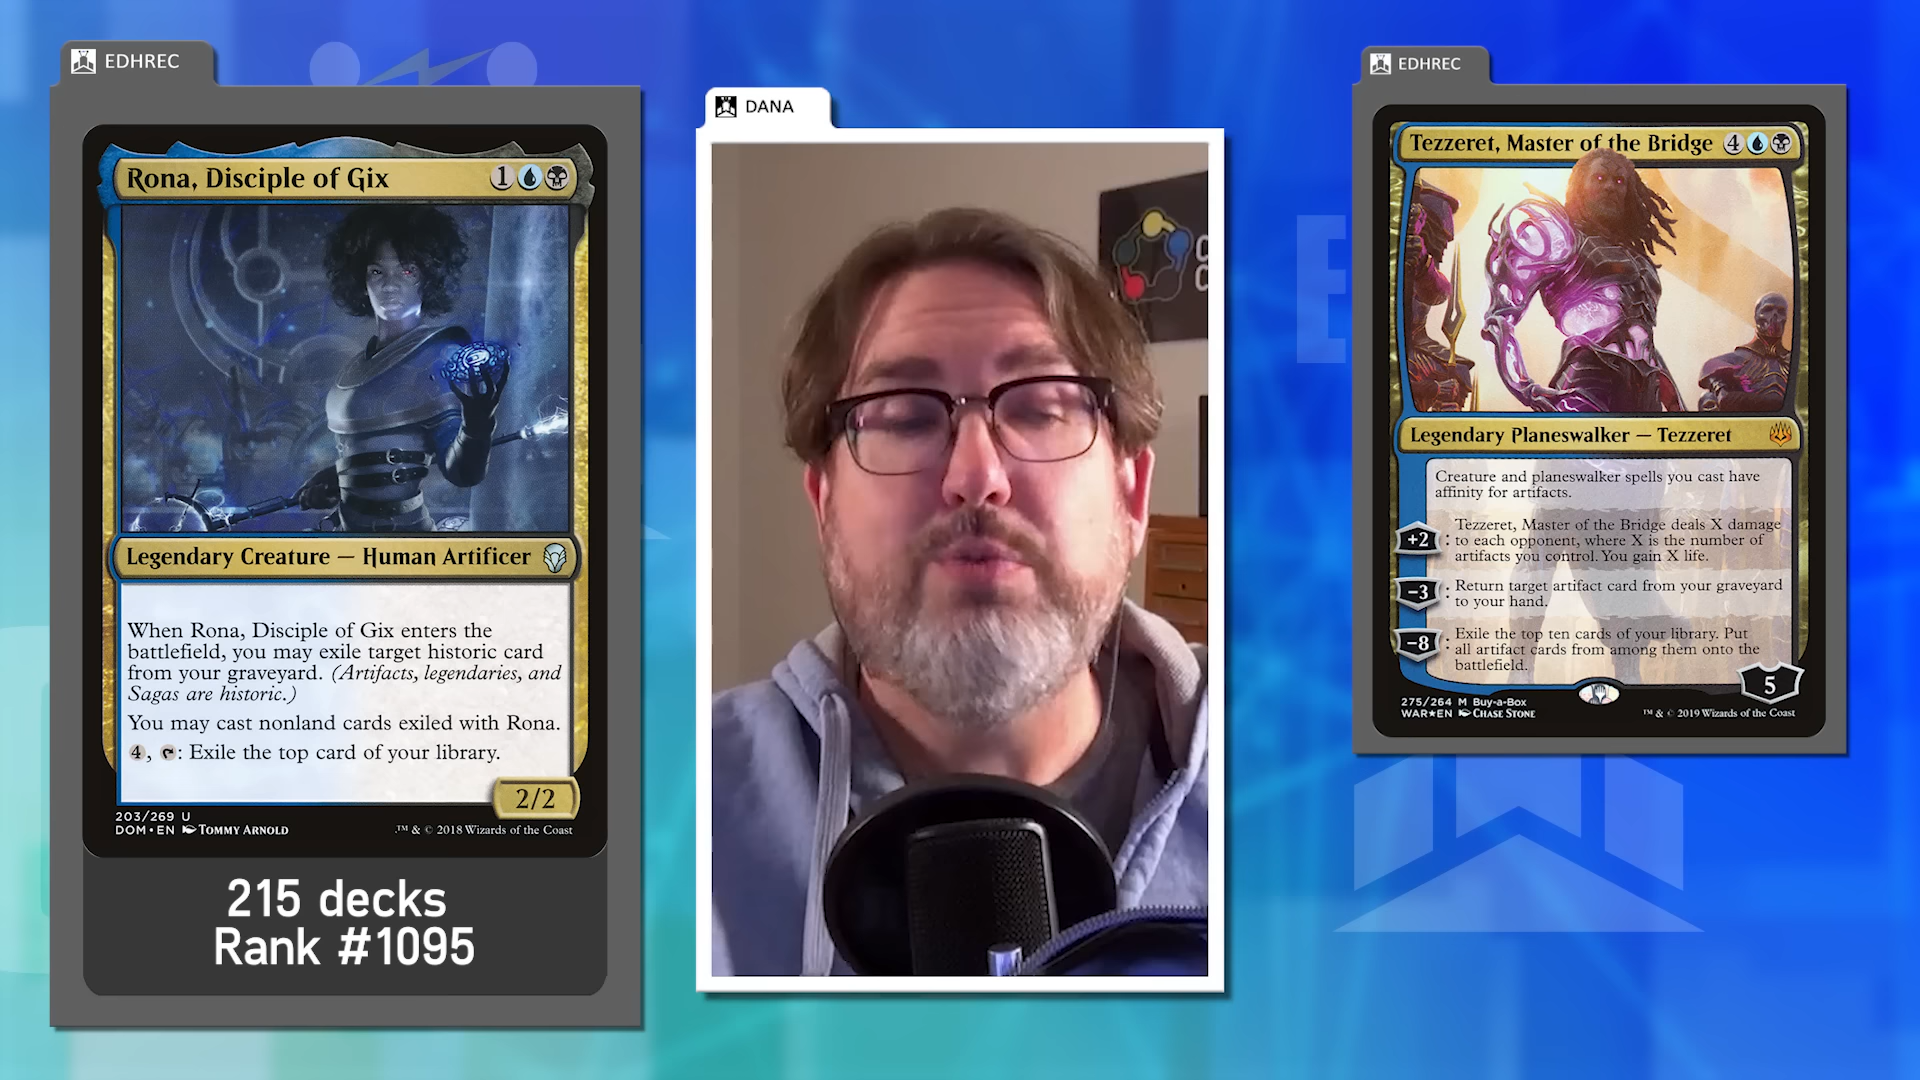 EDHREC
Rona, Disciple of Gix 1
Legendary Creature — Human Artificer
When Rona, Disciple of Gix enters the
battlefield, you may exile target historic card
from your graveyard. (Artifacts, legendaries, and
Sagas are historic.)
You may cast nonland cards exiled with Rona.
4, : Exile the top card of your library.
2/2
203/269 U
DOM • EN TOMMY ARNOLD
™ & © 2018 Wizards of the Coast
215 decks
Rank #1095
DANA
C
C
EDHREC
Tezzeret, Master of the Bridge 4
Legendary Planeswalker — Tezzeret
Creature and planeswalker spells you cast have
affinity for artifacts.
+2 : Tezzeret, Master of the Bridge deals X damage
to each opponent, where X is the number of
artifacts you control. You gain X life.
−3 : Return target artifact card from your graveyard
to your hand.
−8 : Exile the top ten cards of your library. Put
all artifact cards from among them onto the
battlefield.
5
275/264 M Buy-a-Box
WAR★EN CHASE STONE
™ & © 2019 Wizards of the Coast
E